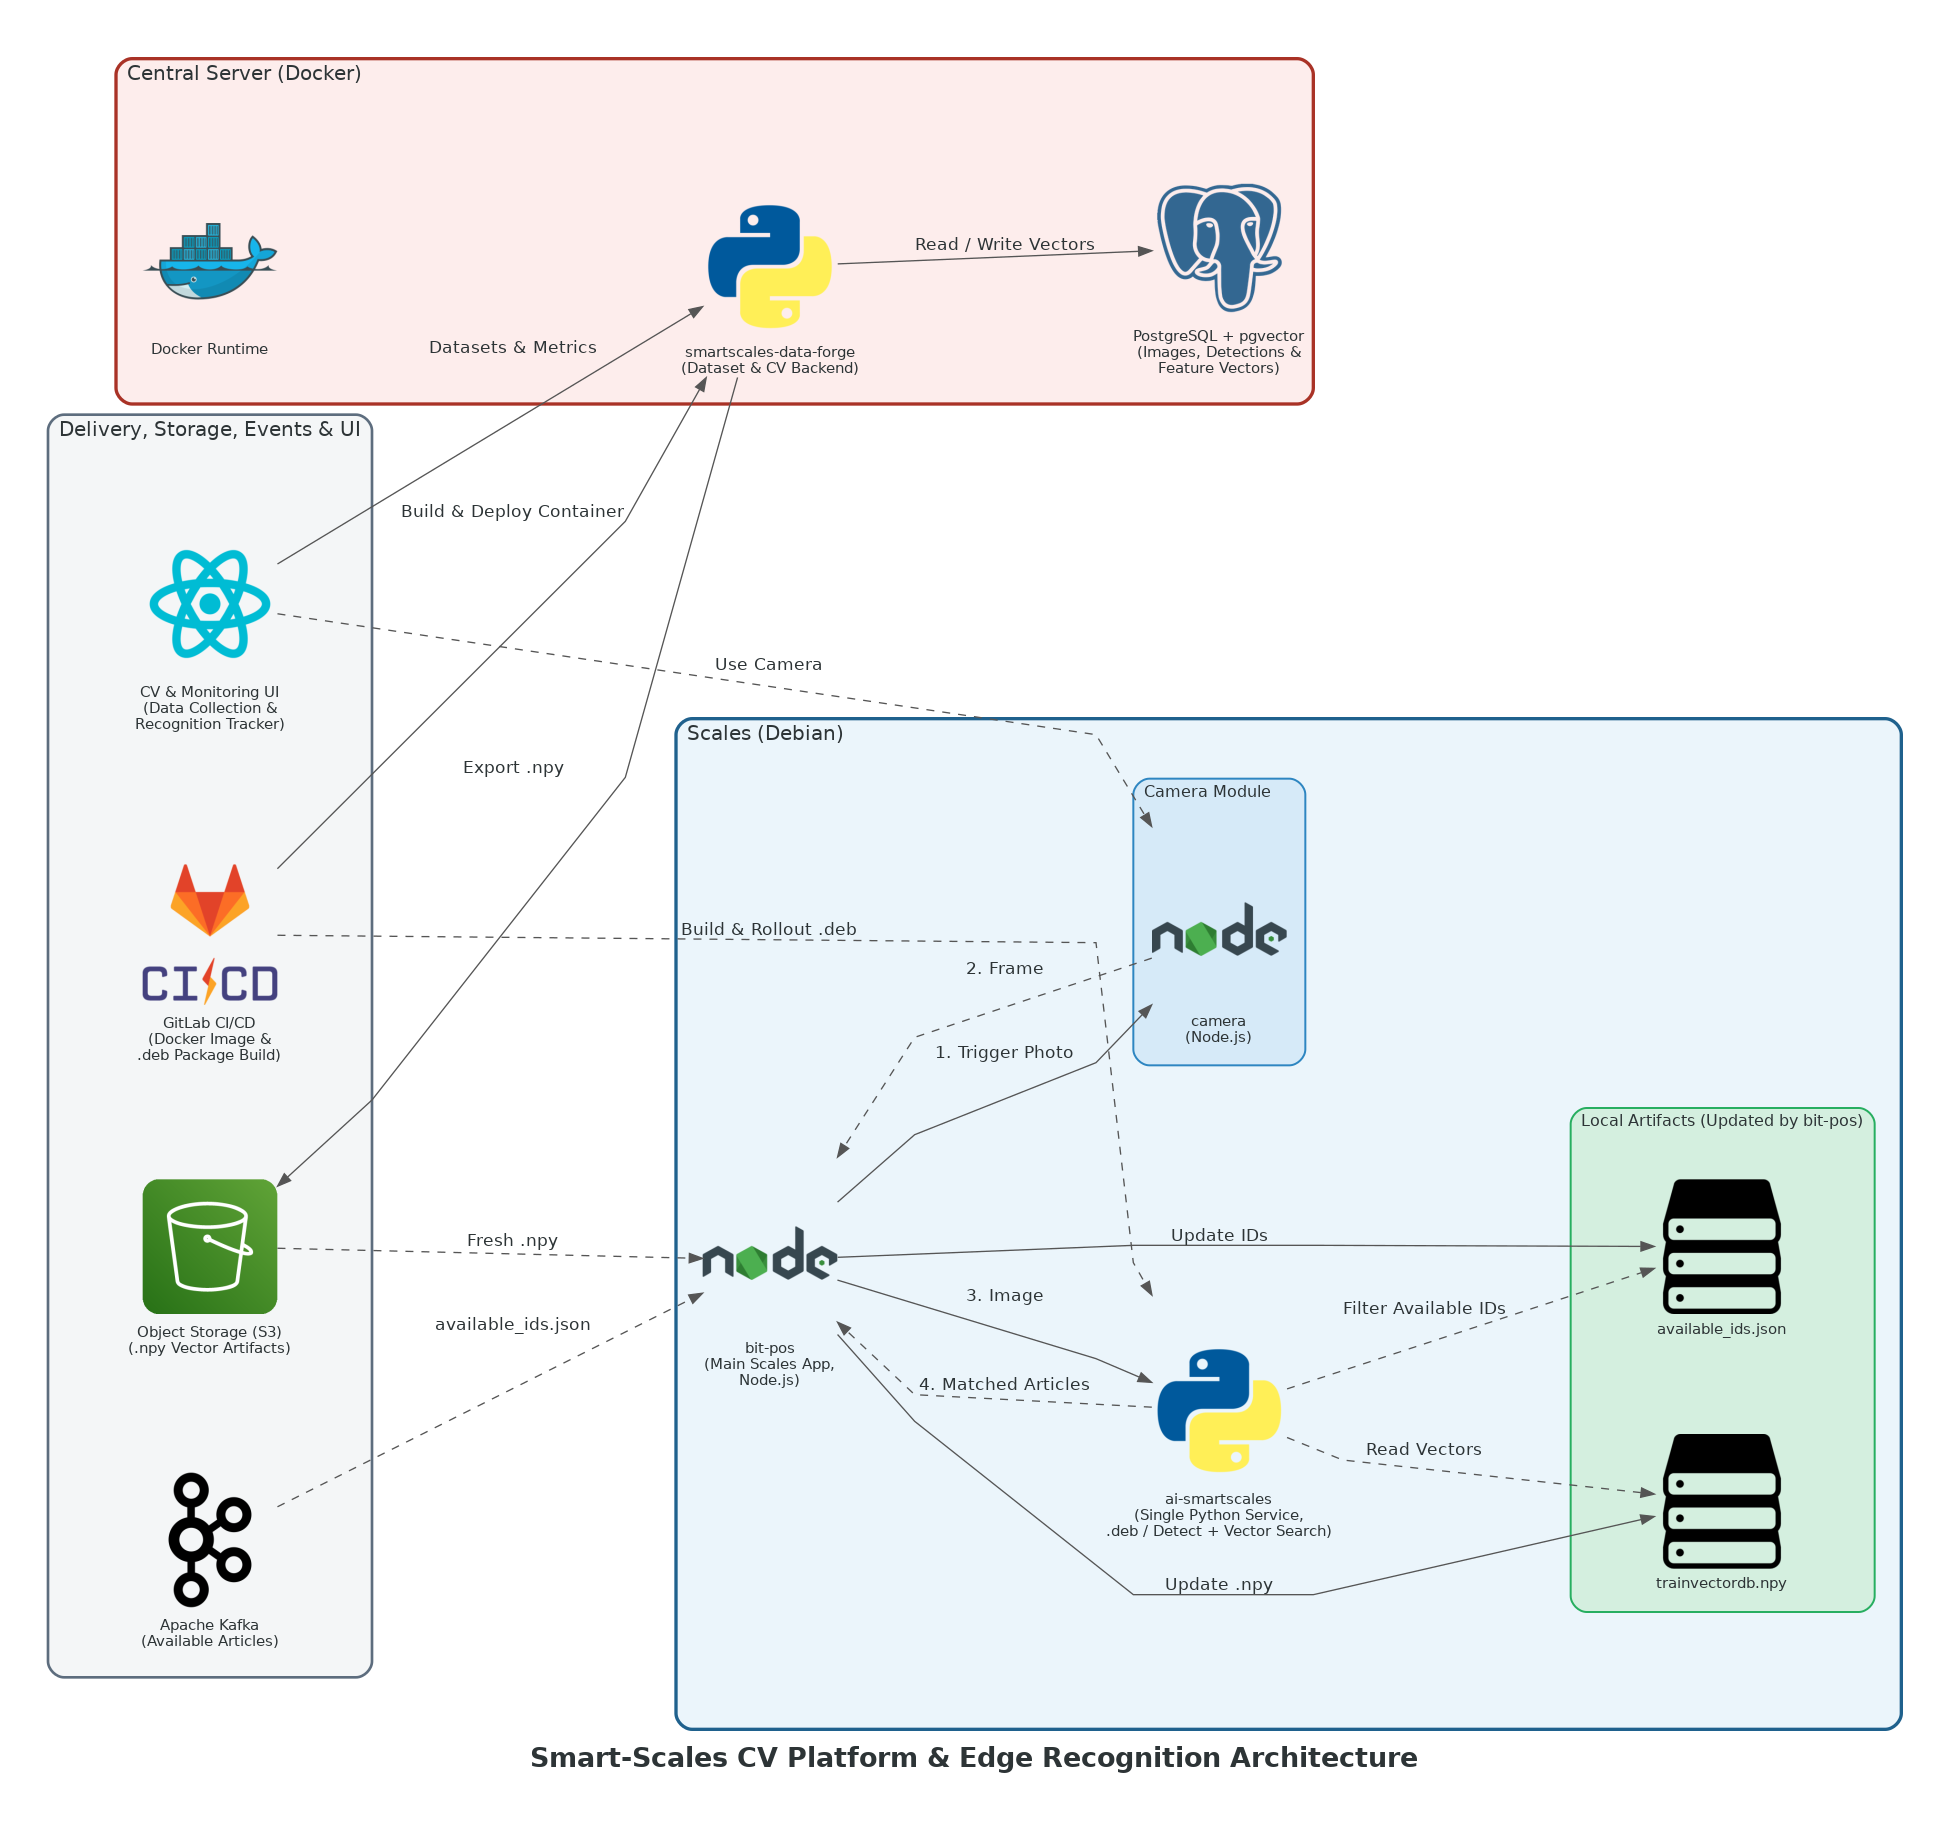 Central Server (Docker)
Docker Runtime
Datasets & Metrics
smartscales-data-forge
(Dataset & CV Backend)
Read / Write Vectors
PostgreSQL + pgvector
(Images, Detections &
Feature Vectors)
Delivery, Storage, Events & UI
Build & Deploy Container
CV & Monitoring UI
(Data Collection &
Recognition Tracker)
Use Camera
Export .npy
CI CD
GitLab CI/CD
(Docker Image &
.deb Package Build)
Build & Rollout .deb
Object Storage (S3)
(.npy Vector Artifacts)
Fresh .npy
available_ids.json
Apache Kafka
(Available Articles)
Scales (Debian)
Camera Module
node
camera
(Node.js)
2. Frame
1. Trigger Photo
node
bit-pos
(Main Scales App,
Node.js)
Update IDs
3. Image
4. Matched Articles
ai-smartscales
(Single Python Service,
.deb / Detect + Vector Search)
Filter Available IDs
Read Vectors
Update .npy
Local Artifacts (Updated by bit-pos)
available_ids.json
trainvectordb.npy
Smart-Scales CV Platform & Edge Recognition Architecture